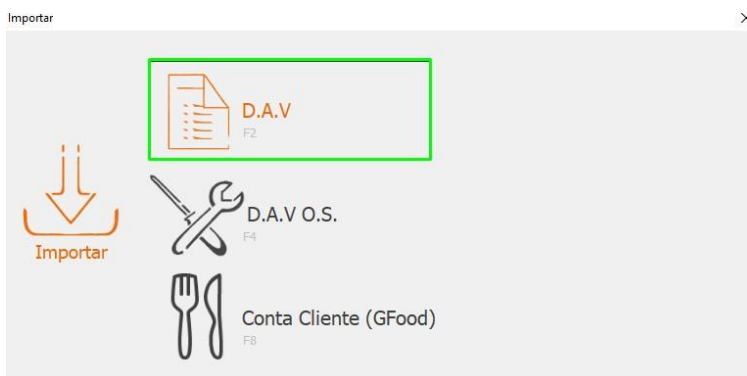 Importar
D.A.V
F2
D.A.V O.S.
F4
Importar
Conta Cliente (GFood)
F8